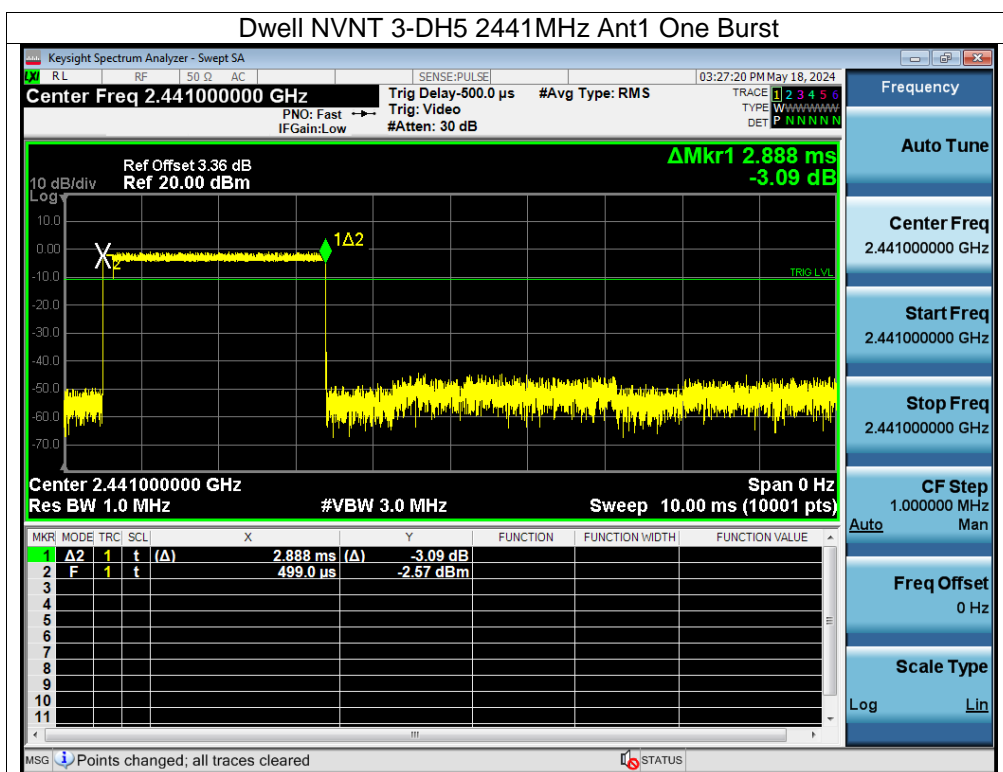 Dwell NVNT 3-DH5 2441MHz Ant1 One Burst
Keysight Spectrum Analyzer - Swept SA
LXI RL RF 50 Ω AC SENSE:PULSE 03:27:20 PM May 18, 2024
Center Freq 2.441000000 GHz Trig Delay-500.0 µs #Avg Type: RMS TRACE 1 2 3 4 5 6
PNO: Fast Trig: Video TYPE WWWWWWW
IFGain:Low #Atten: 30 dB DET P N N N N N
Frequency
Auto Tune
Center Freq
2.441000000 GHz
Start Freq
2.441000000 GHz
Stop Freq
2.441000000 GHz
CF Step
1.000000 MHz
Auto Man
Freq Offset
0 Hz
Scale Type
Log Lin
ΔMkr1 2.888 ms
-3.09 dB
Ref Offset 3.36 dB
10 dB/div Ref 20.00 dBm
Log
10.0
0.00
-10.0
-20.0
-30.0
-40.0
-50.0
-60.0
-70.0
1Δ2
2
TRIG LVL
Center 2.441000000 GHz Span 0 Hz
Res BW 1.0 MHz #VBW 3.0 MHz Sweep 10.00 ms (10001 pts)
MKR MODE TRC SCL X Y FUNCTION FUNCTION WIDTH FUNCTION VALUE
1 Δ2 1 t (Δ) 2.888 ms (Δ) -3.09 dB
2 F 1 t 499.0 µs -2.57 dBm
3
4
5
6
7
8
9
10
11
MSG Points changed; all traces cleared STATUS